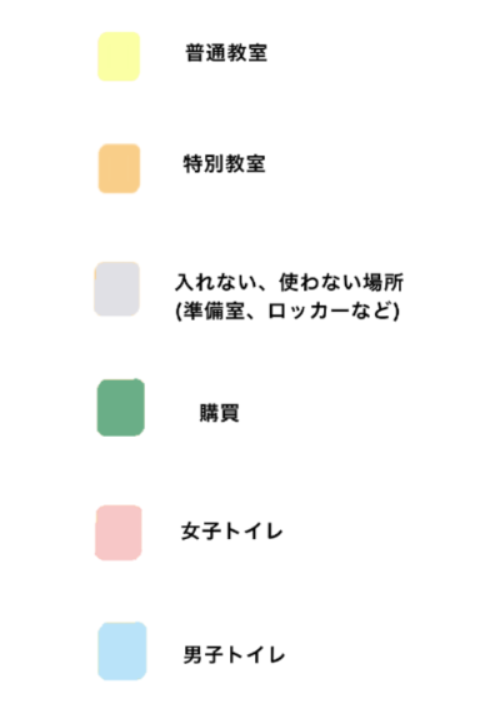 普通教室
特別教室
入れない、使わない場所
(準備室、ロッカーなど)
購買
女子トイレ
男子トイレ